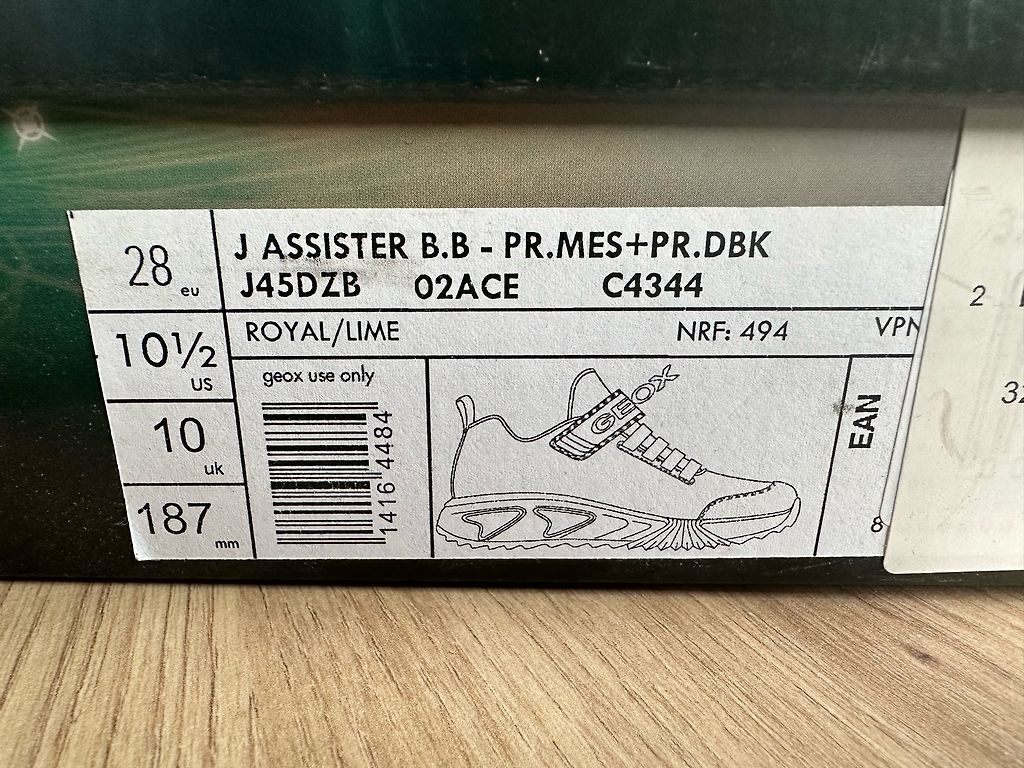 28 eu
10½ US
10 uk
187 mm
J ASSISTER B.B - PR.MES+PR.DBK
J45DZB 02ACE C4344
ROYAL/LIME NRF: 494 VPN
geox use only
1416 4484
GEOX
EAN
8
2
32